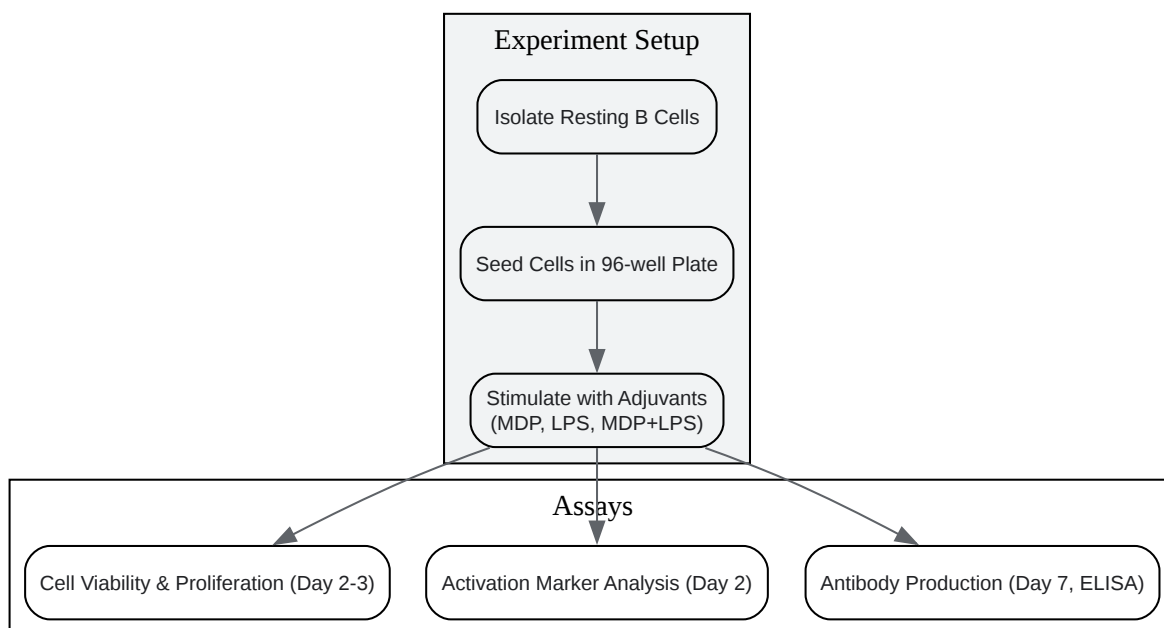 Experiment Setup
Isolate Resting B Cells
Seed Cells in 96-well Plate
Stimulate with Adjuvants
(MDP, LPS, MDP+LPS)
Assays
Cell Viability & Proliferation (Day 2-3)
Activation Marker Analysis (Day 2)
Antibody Production (Day 7, ELISA)